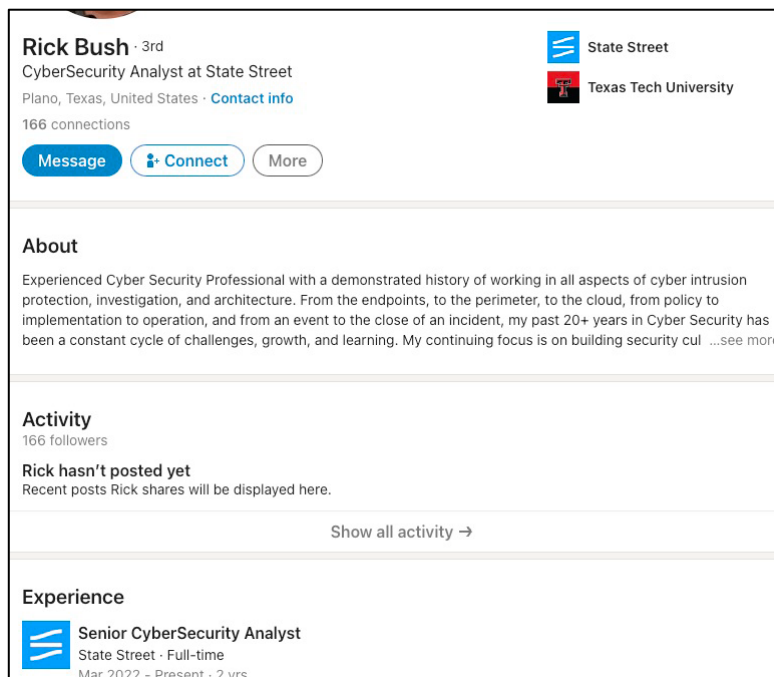 Rick Bush · 3rd
CyberSecurity Analyst at State Street
Plano, Texas, United States · Contact info
166 connections
Message
Connect
More
State Street
Texas Tech University
About
Experienced Cyber Security Professional with a demonstrated history of working in all aspects of cyber intrusion
protection, investigation, and architecture. From the endpoints, to the perimeter, to the cloud, from policy to
implementation to operation, and from an event to the close of an incident, my past 20+ years in Cyber Security has
been a constant cycle of challenges, growth, and learning. My continuing focus is on building security cul ...see more
Activity
166 followers
Rick hasn't posted yet
Recent posts Rick shares will be displayed here.
Show all activity →
Experience
Senior CyberSecurity Analyst
State Street · Full-time
Mar 2022 - Present · 2 yrs